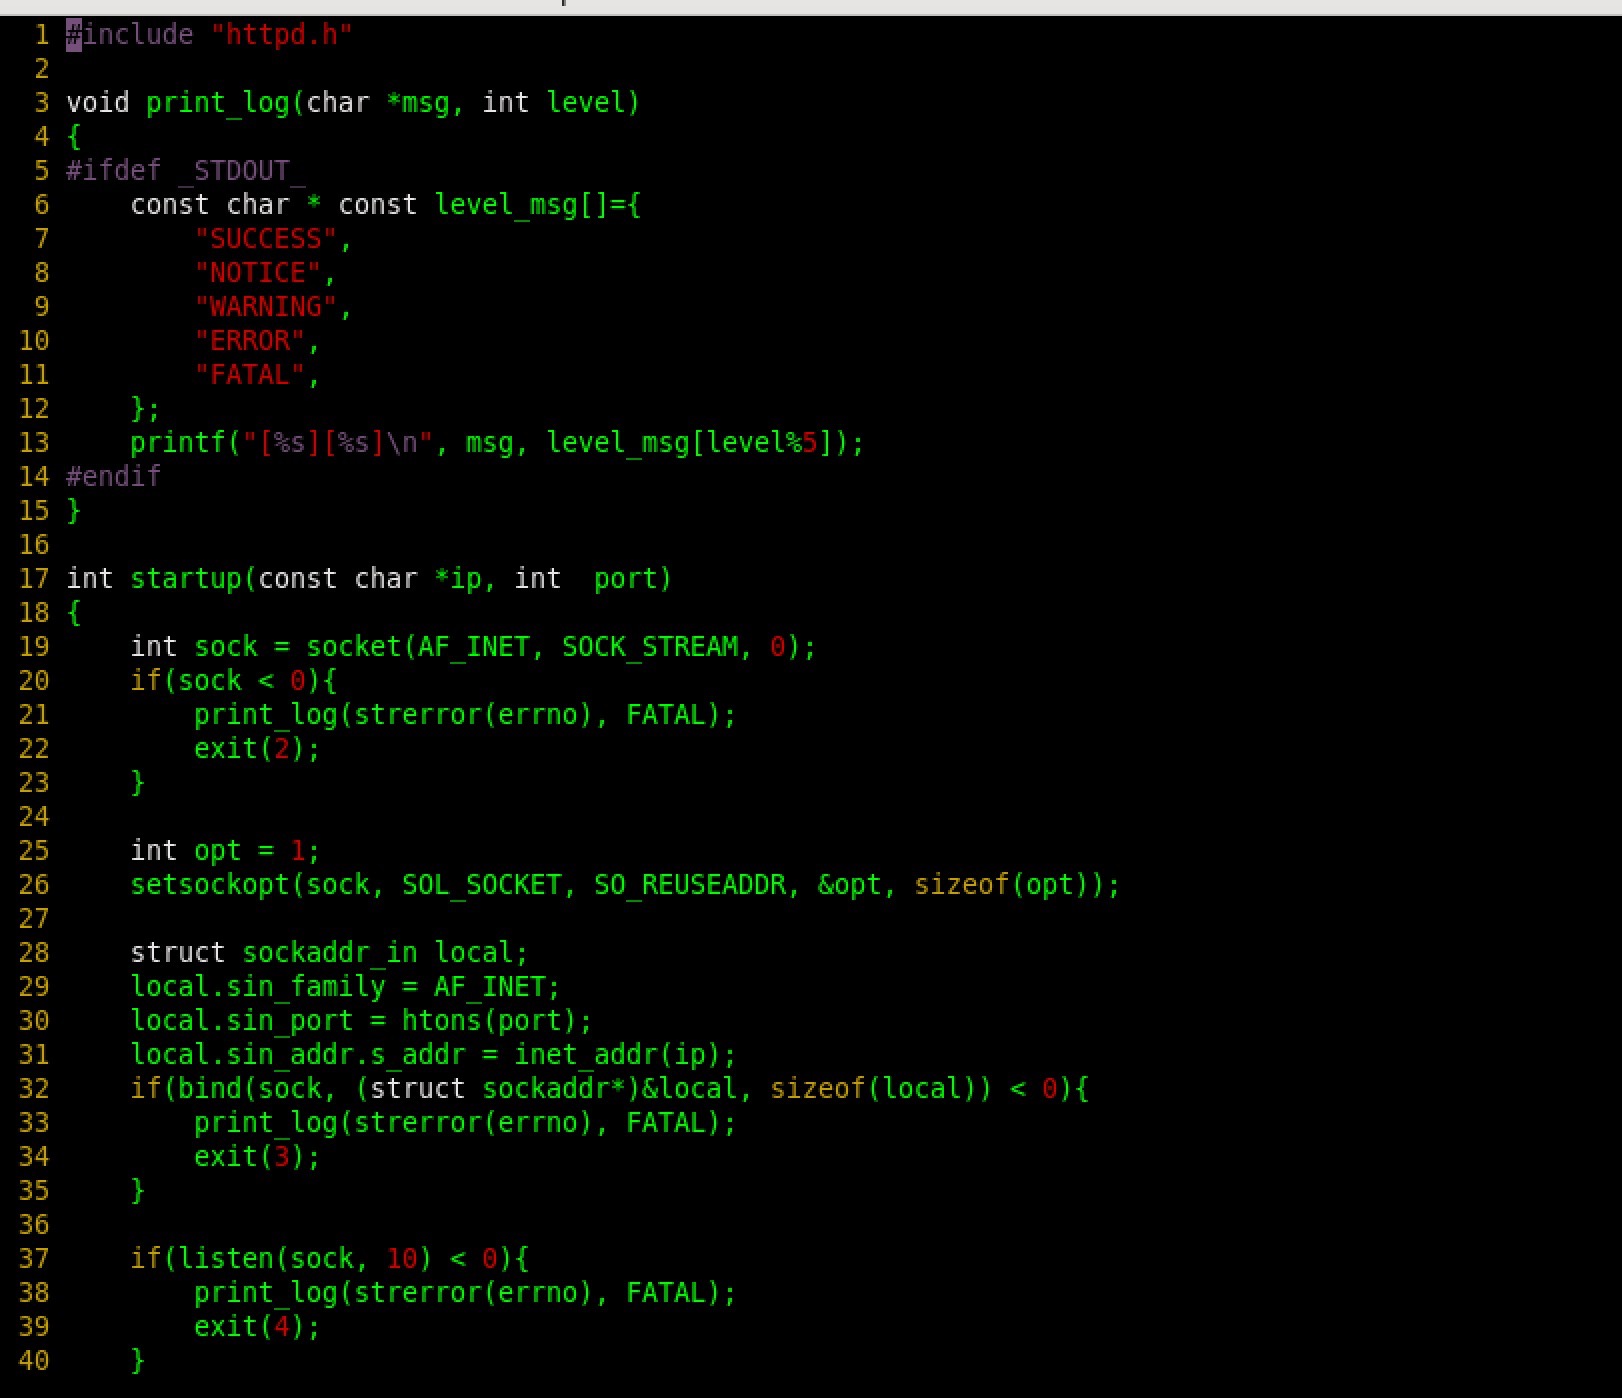 1 #include "httpd.h"
2
3 void print_log(char *msg, int level)
4 {
5 #ifdef _STDOUT_
6     const char * const level_msg[]={
7         "SUCCESS",
8         "NOTICE",
9         "WARNING",
10         "ERROR",
11         "FATAL",
12     };
13     printf("[%s][%s]\n", msg, level_msg[level%5]);
14 #endif
15 }
16
17 int startup(const char *ip, int  port)
18 {
19     int sock = socket(AF_INET, SOCK_STREAM, 0);
20     if(sock < 0){
21         print_log(strerror(errno), FATAL);
22         exit(2);
23     }
24
25     int opt = 1;
26     setsockopt(sock, SOL_SOCKET, SO_REUSEADDR, &opt, sizeof(opt));
27
28     struct sockaddr_in local;
29     local.sin_family = AF_INET;
30     local.sin_port = htons(port);
31     local.sin_addr.s_addr = inet_addr(ip);
32     if(bind(sock, (struct sockaddr*)&local, sizeof(local)) < 0){
33         print_log(strerror(errno), FATAL);
34         exit(3);
35     }
36
37     if(listen(sock, 10) < 0){
38         print_log(strerror(errno), FATAL);
39         exit(4);
40     }